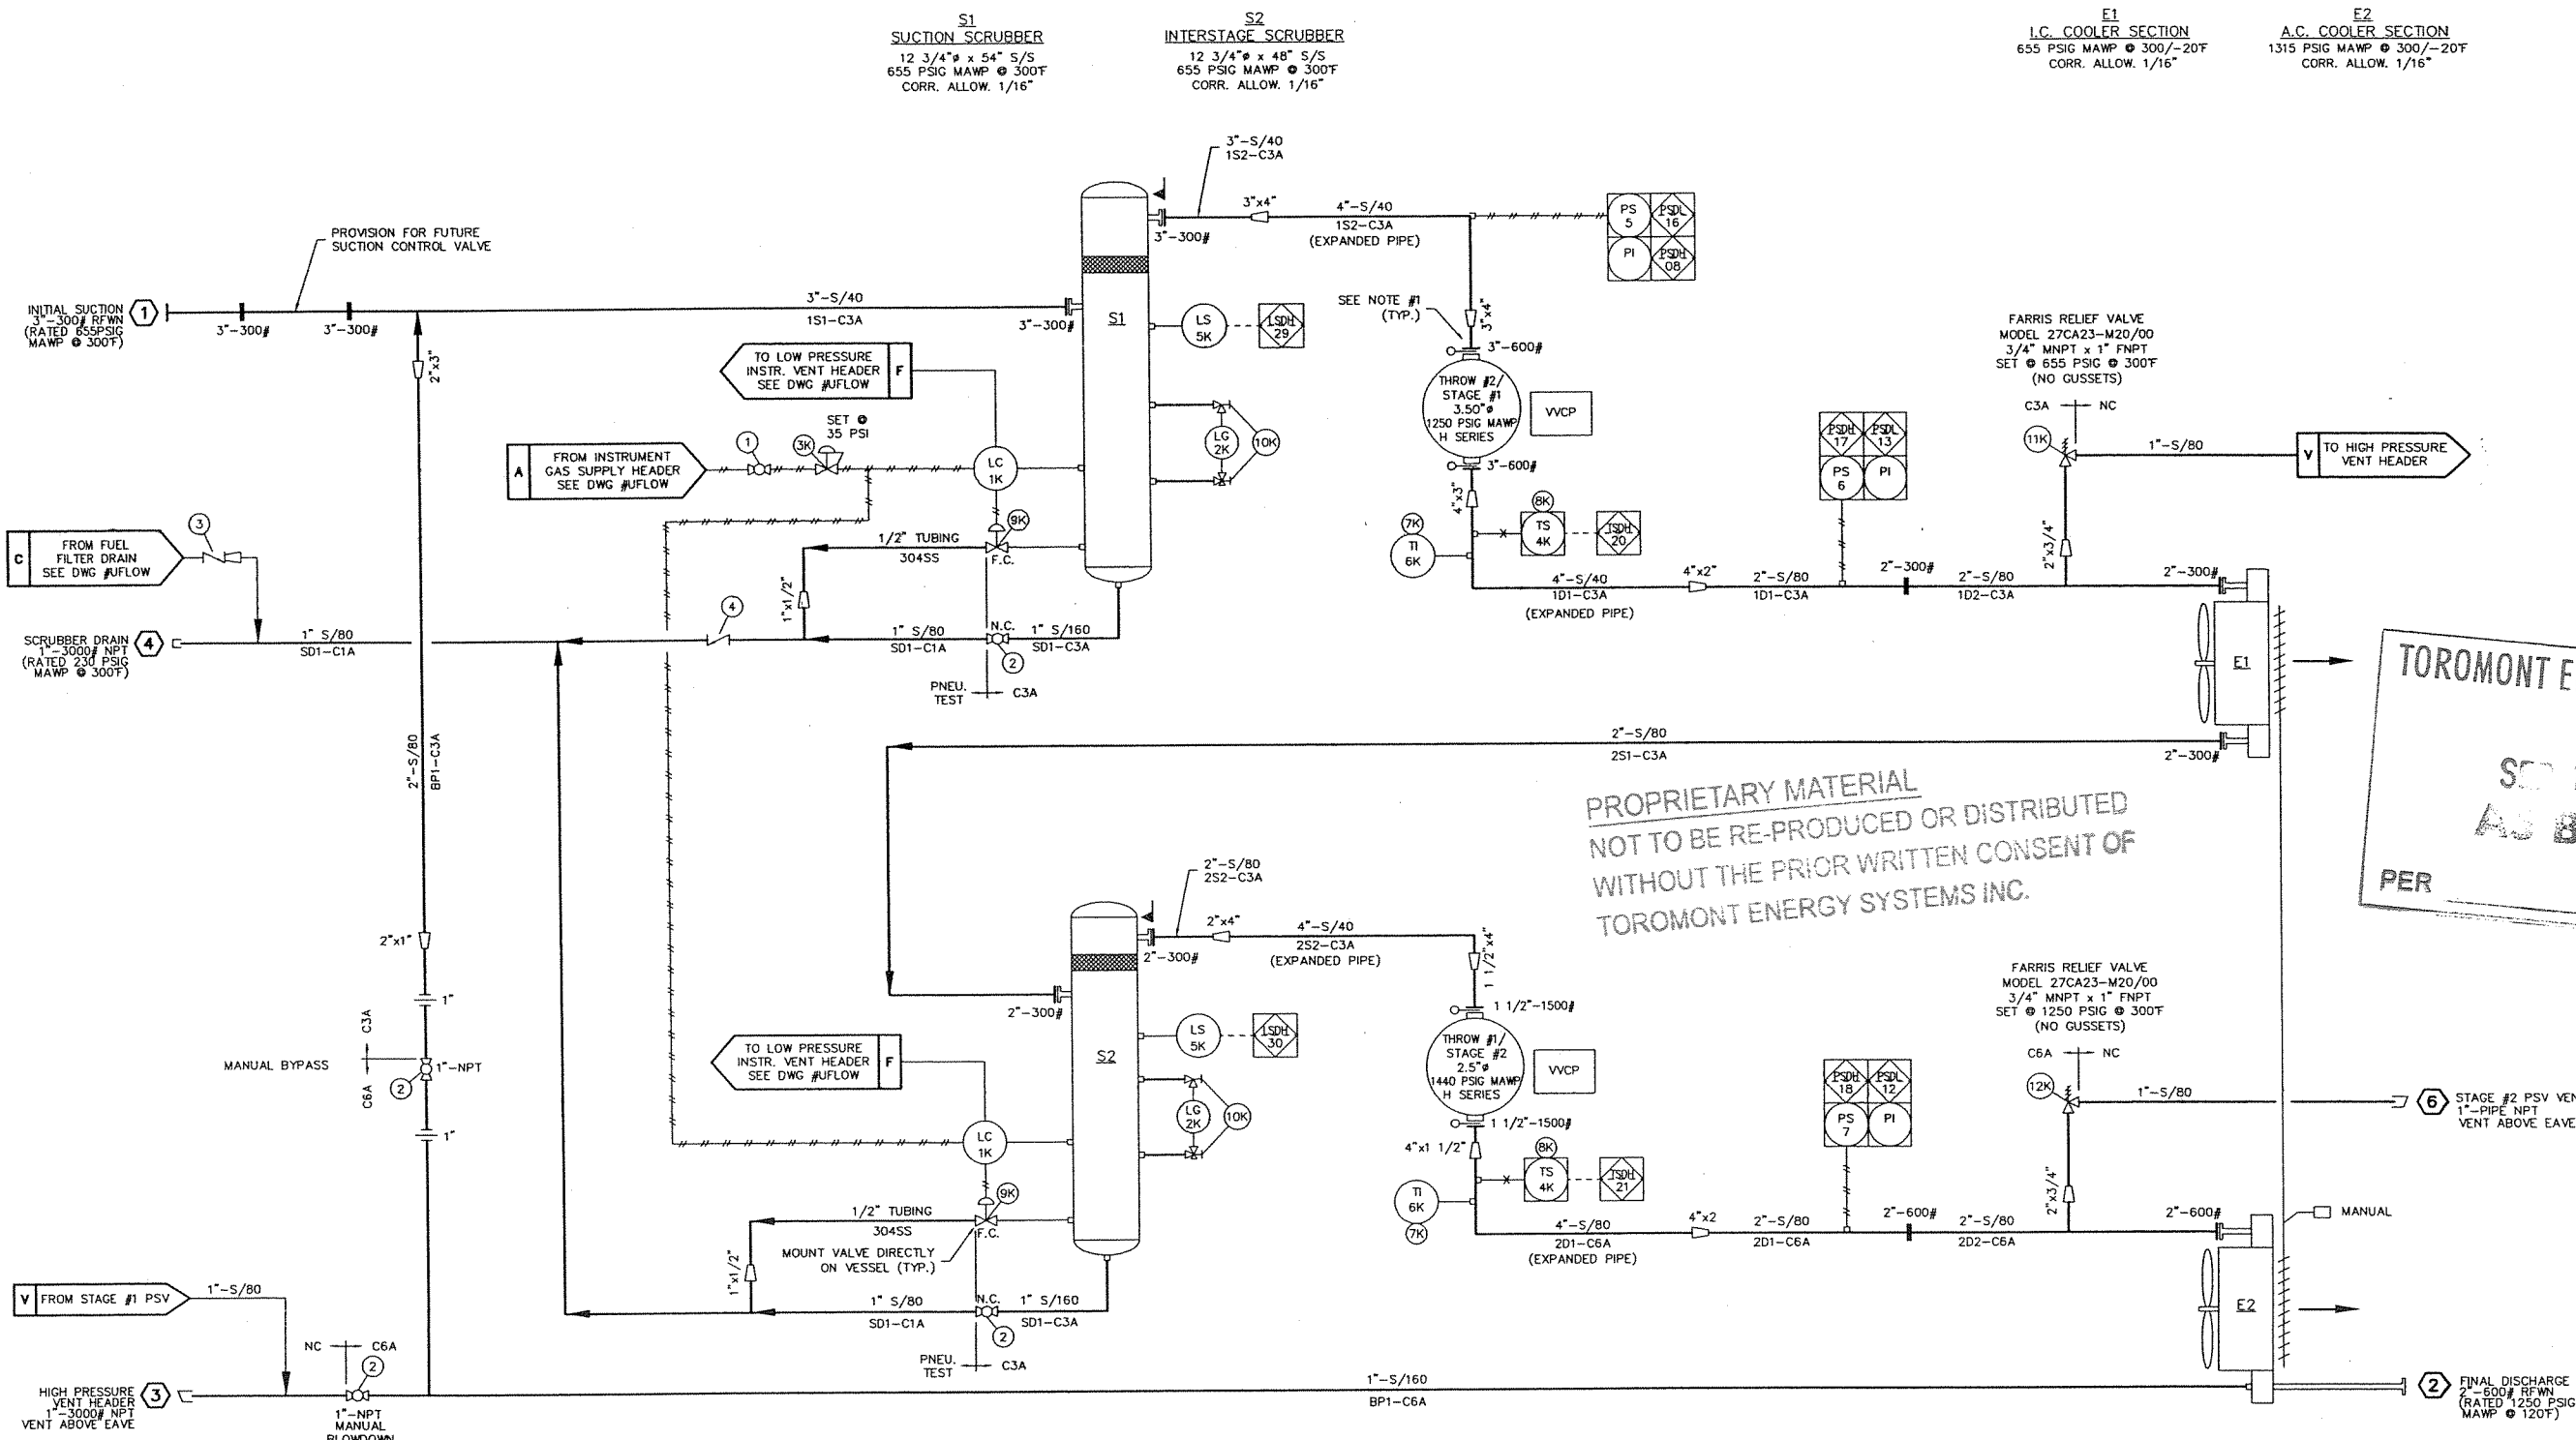 S1
SUCTION SCRUBBER
12 3/4"ø x 54" S/S
655 PSIG MAWP @ 300°F
CORR. ALLOW. 1/16"
S2
INTERSTAGE SCRUBBER
12 3/4"ø x 48" S/S
655 PSIG MAWP @ 300°F
CORR. ALLOW. 1/16"
E1
I.C. COOLER SECTION
655 PSIG MAWP @ 300/-20°F
CORR. ALLOW. 1/16"
E2
A.C. COOLER SECTION
1315 PSIG MAWP @ 300/-20°F
CORR. ALLOW. 1/16"
3"-S/40
1S2-C3A
3"x4"
4"-S/40
1S2-C3A
(EXPANDED PIPE)
3"-300#
PS
5
PSDL
16
PI
PSDH
08
PROVISION FOR FUTURE
SUCTION CONTROL VALVE
INITIAL SUCTION
3"-300# RFWN
(RATED 655PSIG
MAWP @ 300°F)
1
3"-300#
3"-300#
3"-S/40
1S1-C3A
3"-300#
S1
LS
5K
LSDH
29
SEE NOTE #1
(TYP.)
3"x4"
3"-600#
THROW #2/
STAGE #1
3.50"ø
1250 PSIG MAWP
H SERIES
VVCP
3"-600#
4"x3"
FARRIS RELIEF VALVE
MODEL 27CA23-M20/00
3/4" MNPT x 1" FNPT
SET @ 655 PSIG @ 300°F
(NO GUSSETS)
C3A
NC
11K
1"-S/80
V
TO HIGH PRESSURE
VENT HEADER
2"x3"
TO LOW PRESSURE
INSTR. VENT HEADER
SEE DWG #UFLOW
F
SET @
35 PSI
1
3K
A
FROM INSTRUMENT
GAS SUPPLY HEADER
SEE DWG #UFLOW
LC
1K
LG
2K
10K
PSDH
17
PSDL
13
PS
6
PI
7K
TI
6K
8K
TS
4K
TSDH
20
2"x3/4"
C
FROM FUEL
FILTER DRAIN
SEE DWG #UFLOW
3
9K
1/2" TUBING
304SS
F.C.
1"x1/2"
4
4"-S/40
1D1-C3A
(EXPANDED PIPE)
4"x2"
2"-S/80
1D1-C3A
2"-300#
2"-S/80
1D2-C3A
2"-300#
SCRUBBER DRAIN
1"-3000# NPT
(RATED 230 PSIG
MAWP @ 300°F)
4
1" S/80
SD1-C1A
1" S/80
SD1-C1A
N.C.
2
1" S/160
SD1-C3A
PNEU.
TEST
C3A
E1
TOROMONT E
SEP
AS B
PER
2"-S/80
BP1-C3A
2"-S/80
2S1-C3A
2"-300#
PROPRIETARY MATERIAL
NOT TO BE RE-PRODUCED OR DISTRIBUTED
WITHOUT THE PRIOR WRITTEN CONSENT OF
TOROMONT ENERGY SYSTEMS INC.
2"-S/80
2S2-C3A
2"x4"
4"-S/40
2S2-C3A
(EXPANDED PIPE)
2"-300#
2"x1"
1"
2"-300#
S2
LS
5K
LSDH
30
1 1/2"x4"
1 1/2"-1500#
THROW #1/
STAGE #2
2.5"ø
1440 PSIG MAWP
H SERIES
VVCP
1 1/2"-1500#
4"x1 1/2"
FARRIS RELIEF VALVE
MODEL 27CA23-M20/00
3/4" MNPT x 1" FNPT
SET @ 1250 PSIG @ 300°F
(NO GUSSETS)
C6A
NC
12K
1"-S/80
6
STAGE #2 PSV VEN
1"-PIPE NPT
VENT ABOVE EAVE
MANUAL BYPASS
C3A
C6A
1"-NPT
2
1"
TO LOW PRESSURE
INSTR. VENT HEADER
SEE DWG #UFLOW
F
LC
1K
LG
2K
10K
PSDH
18
PSDL
12
PS
7
PI
TI
6K
7K
8K
TS
4K
TSDH
21
2"x3/4"
9K
1/2" TUBING
304SS
F.C.
MOUNT VALVE DIRECTLY
ON VESSEL (TYP.)
1"x1/2"
4"-S/80
2D1-C6A
(EXPANDED PIPE)
4"x2
2"-S/80
2D1-C6A
2"-600#
2"-S/80
2D2-C6A
2"-600#
MANUAL
V
FROM STAGE #1 PSV
1"-S/80
1" S/80
SD1-C1A
N.C.
2
1" S/160
SD1-C3A
PNEU.
TEST
C3A
E2
NC
C6A
2
HIGH PRESSURE
VENT HEADER
1"-3000# NPT
VENT ABOVE EAVE
3
1"-NPT
MANUAL
BLOWDOWN
1"-S/160
BP1-C6A
2
FINAL DISCHARGE
2"-600# RFWN
(RATED 1250 PSIG
MAWP @ 120°F)